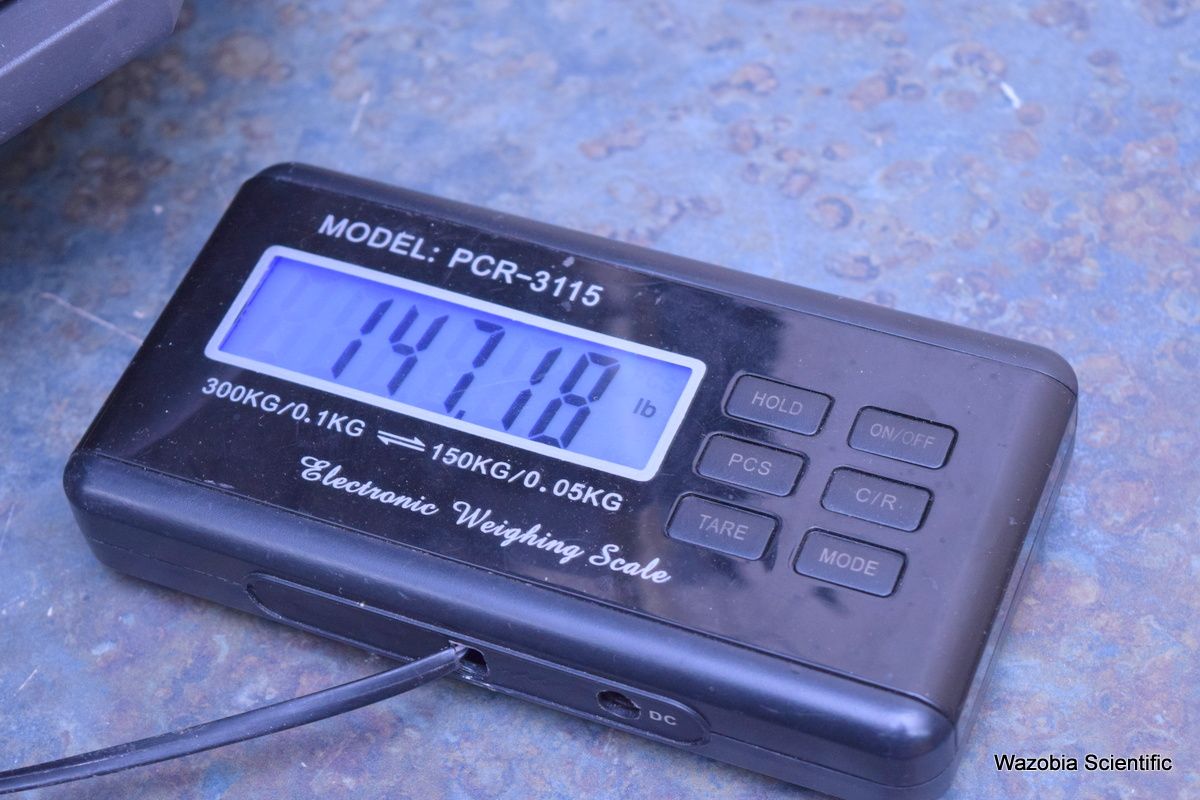 MODEL: PCR-3115
147.18 lb
300KG/0.1KG ⇌ 150KG/0.05KG
Electronic Weighing Scale
HOLD
ON/OFF
PCS
C/R
TARE
MODE
DC
Wazobia Scientific